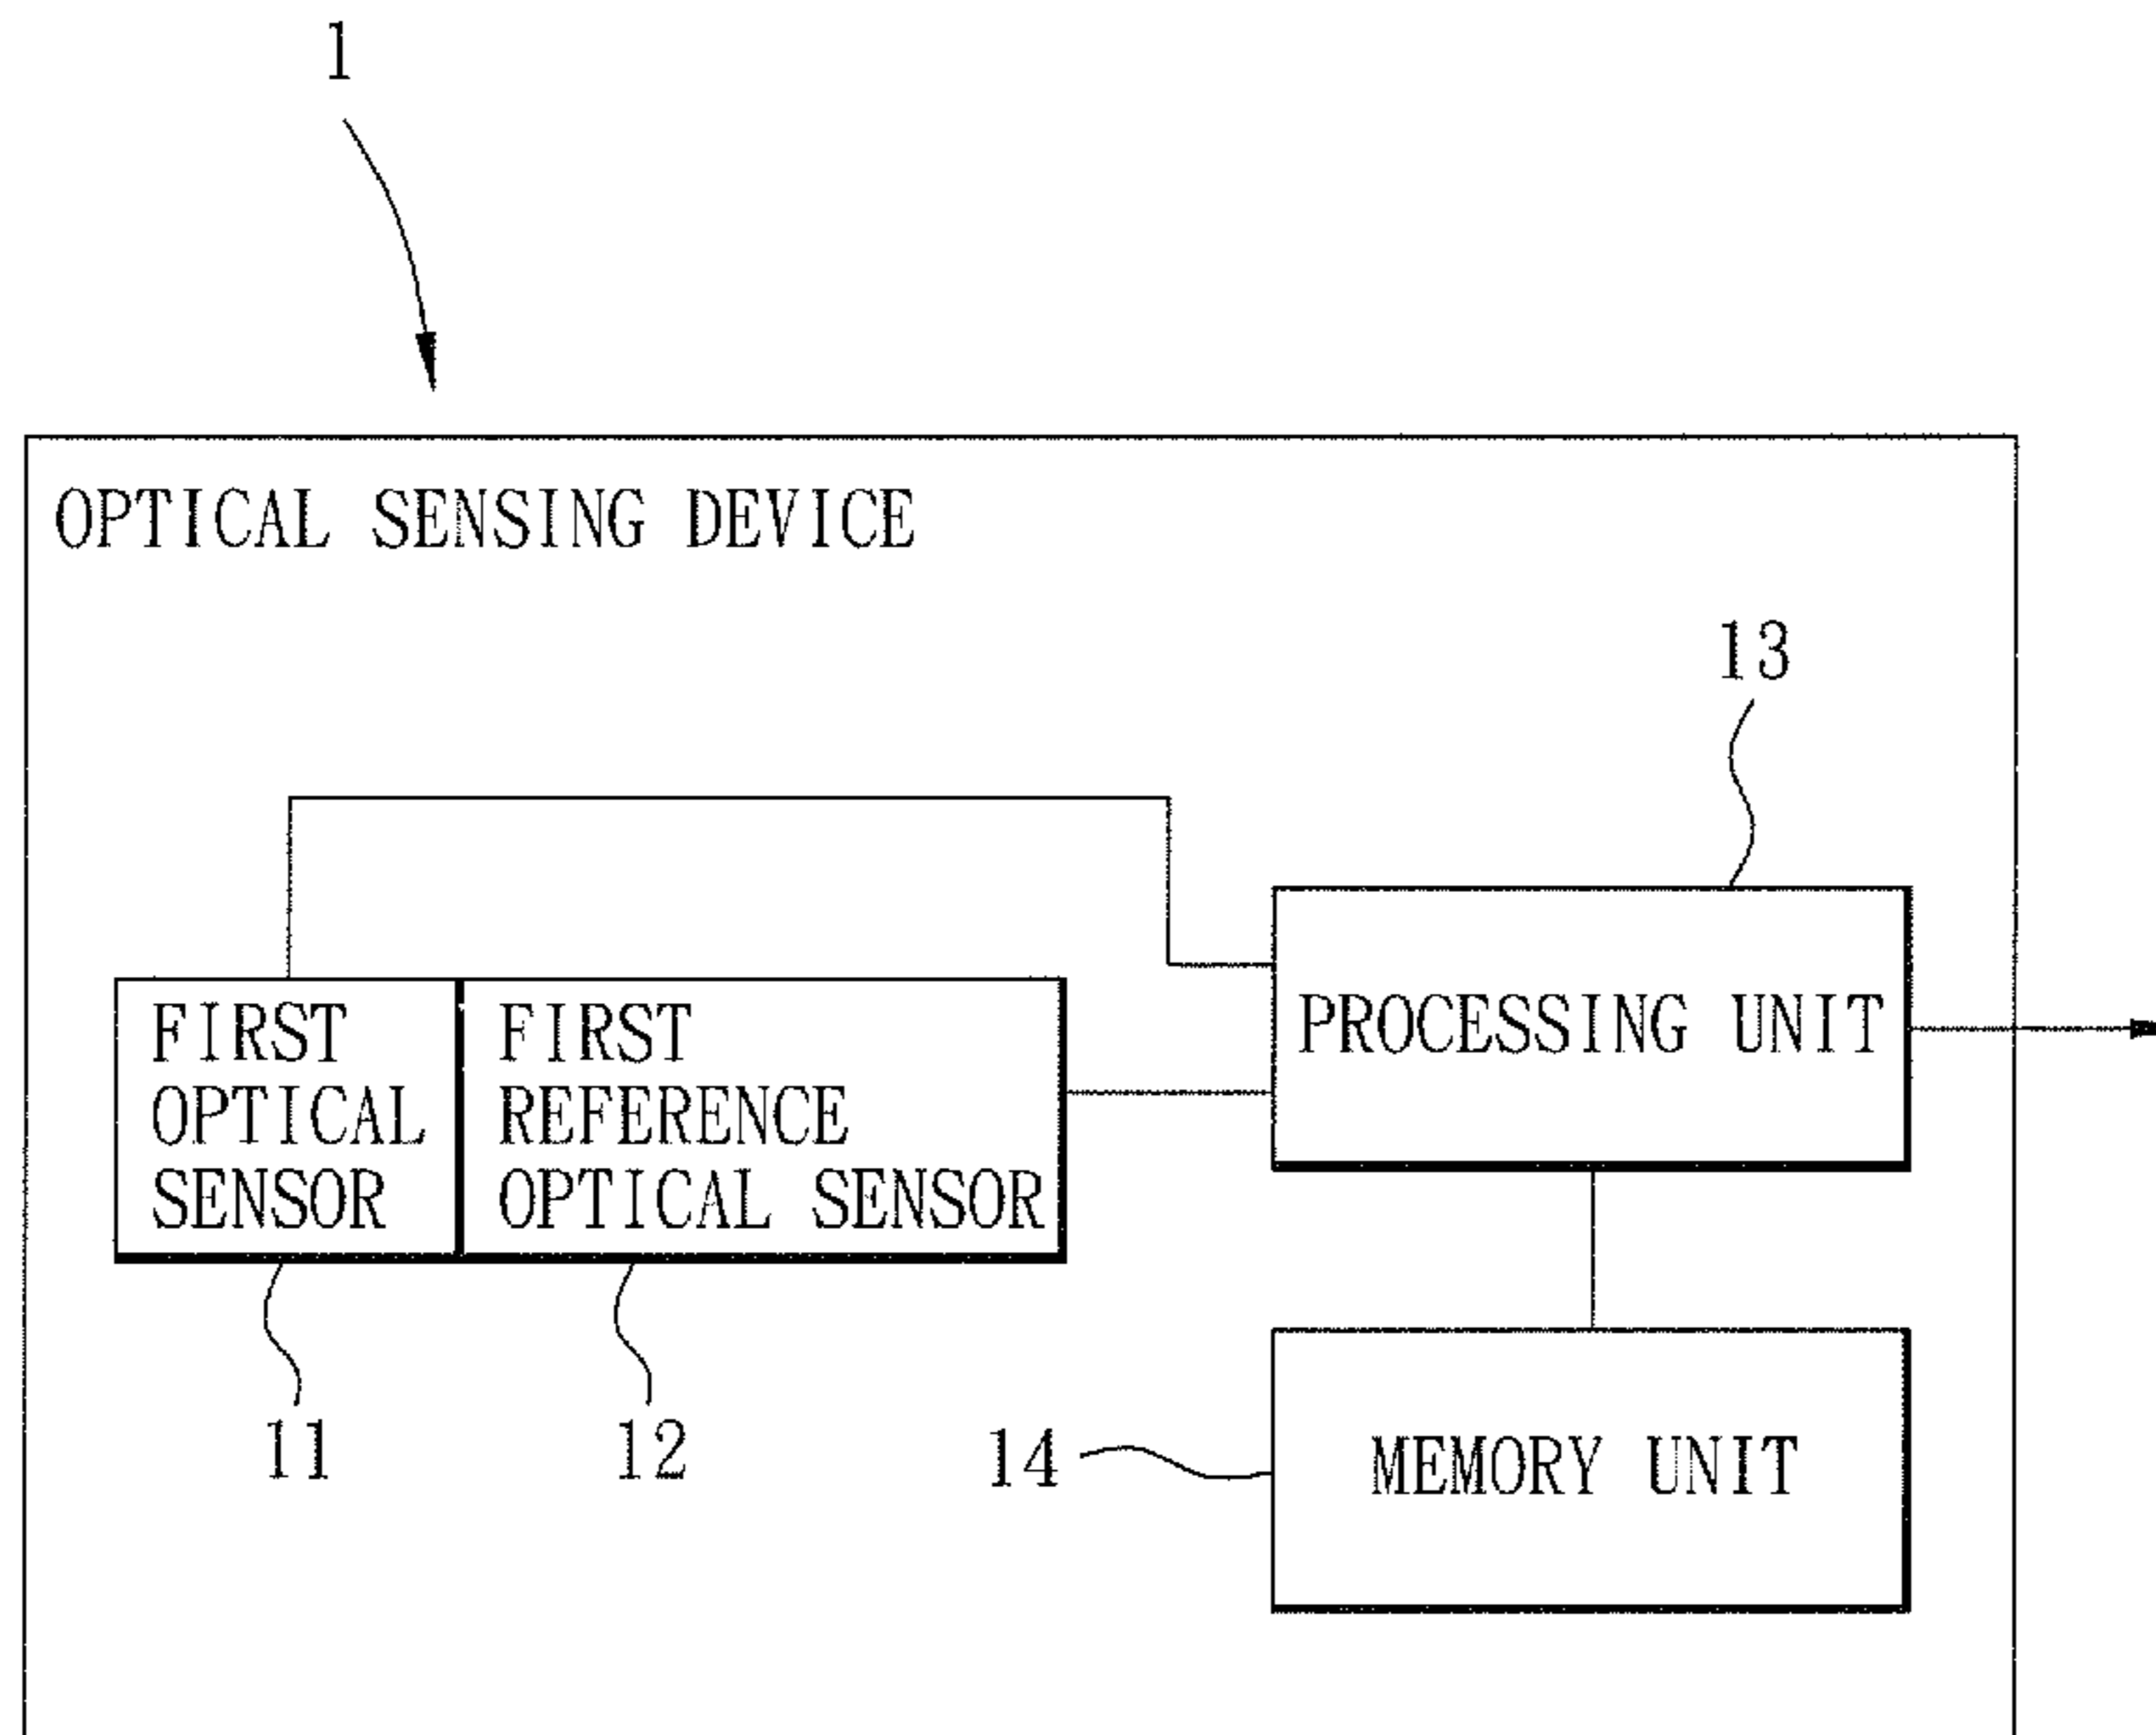 1
OPTICAL SENSING DEVICE
13
FIRST
OPTICAL
SENSOR
FIRST
REFERENCE
OPTICAL SENSOR
PROCESSING UNIT
11
12
14
MEMORY UNIT